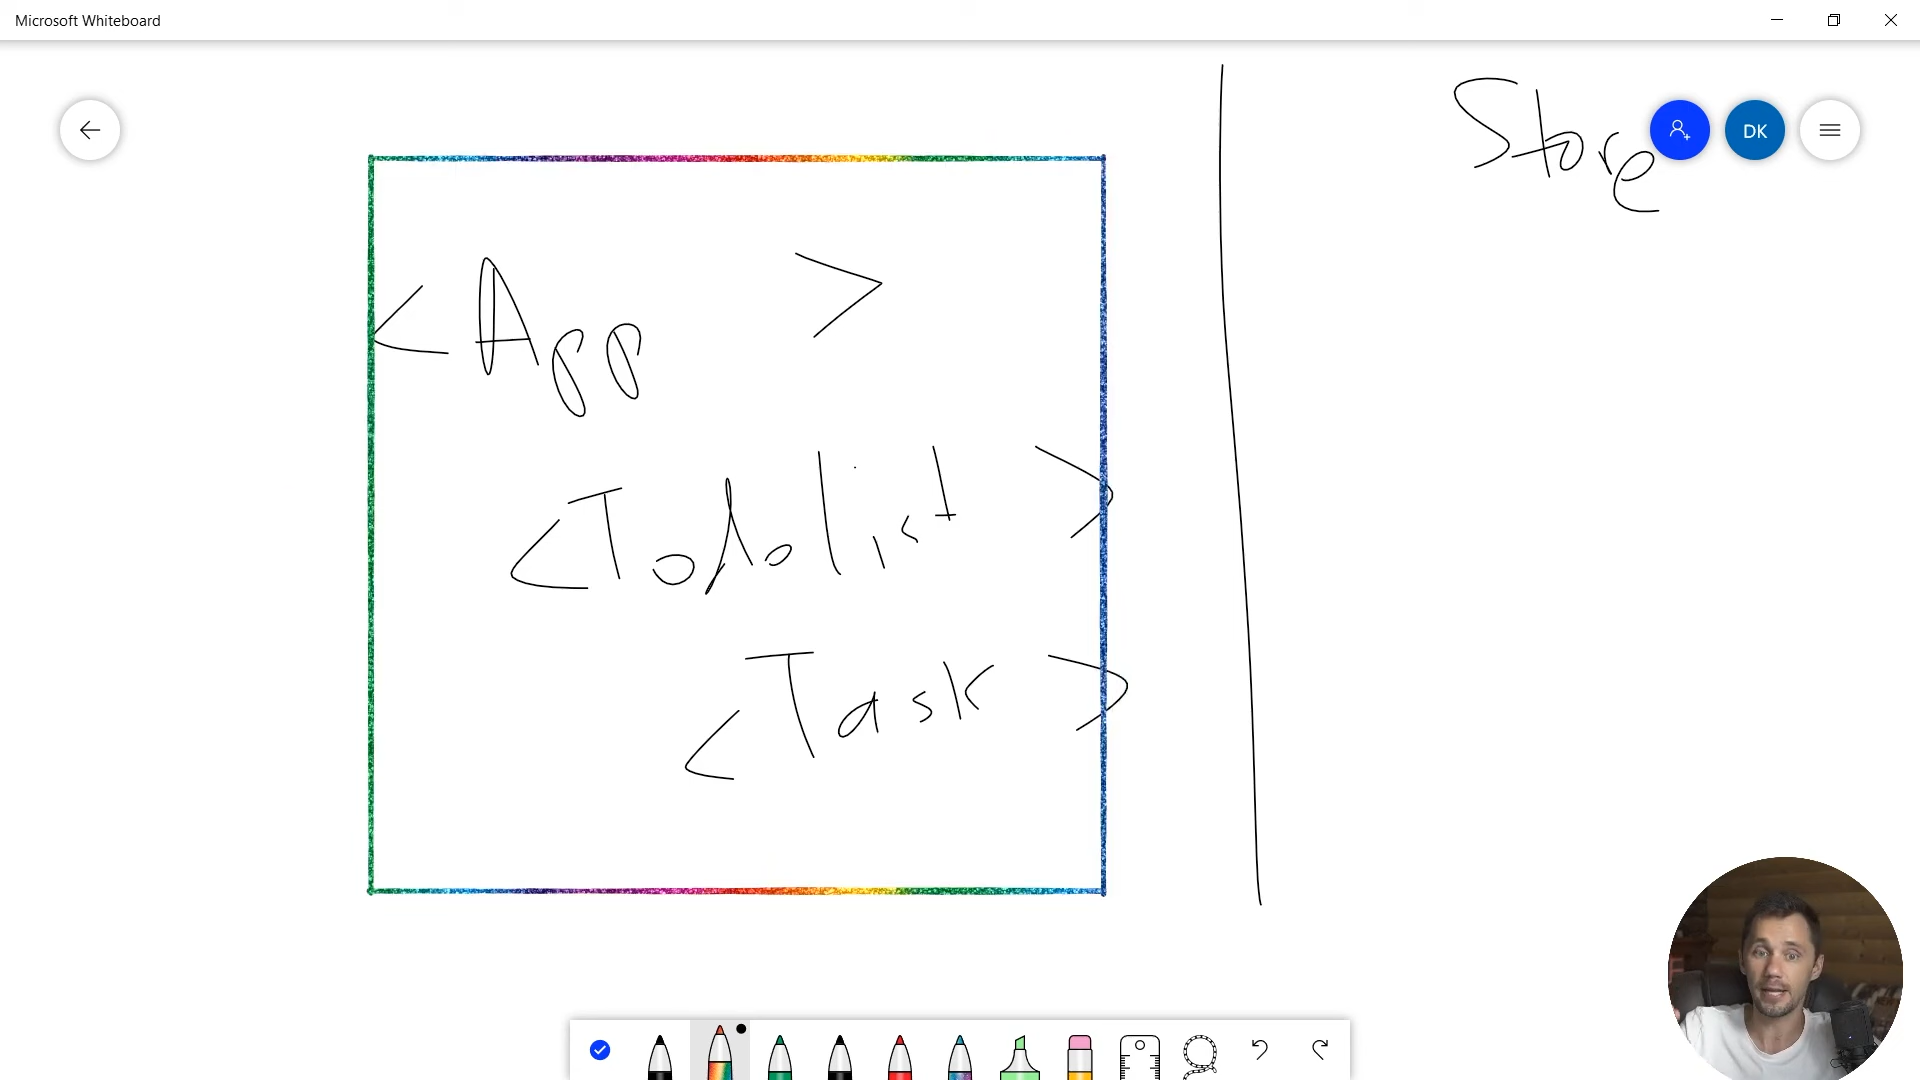 Microsoft Whiteboard
Store
DK
<App >
<Todolist >
<Task >